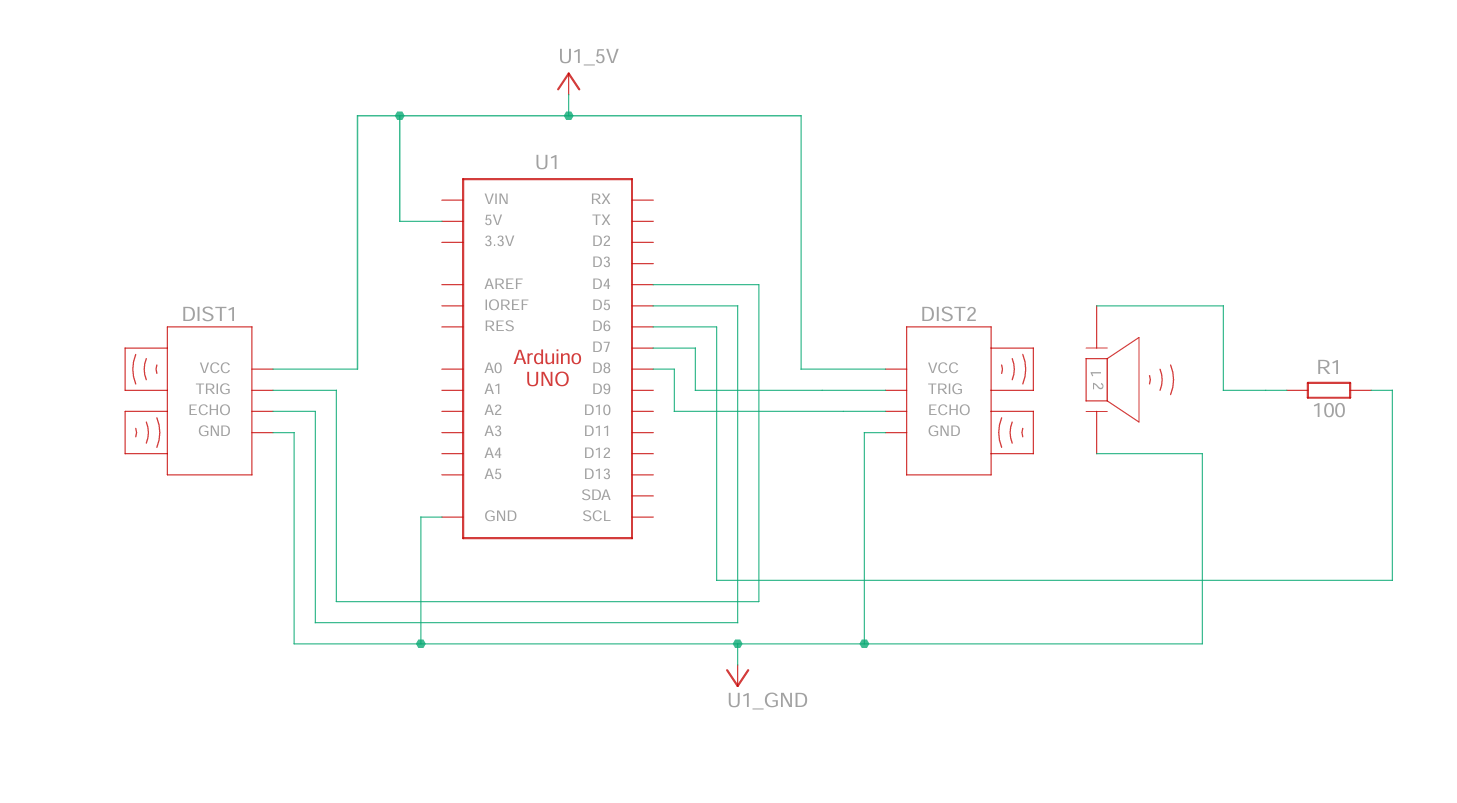 U1_5V
U1
VIN
5V
3.3V
AREF
IOREF
RES
A0
A1
A2
A3
A4
A5
GND
Arduino
UNO
RX
TX
D2
D3
D4
D5
D6
D7
D8
D9
D10
D11
D12
D13
SDA
SCL
DIST1
VCC
TRIG
ECHO
GND
DIST2
VCC
TRIG
ECHO
GND
1 2
R1
100
U1_GND